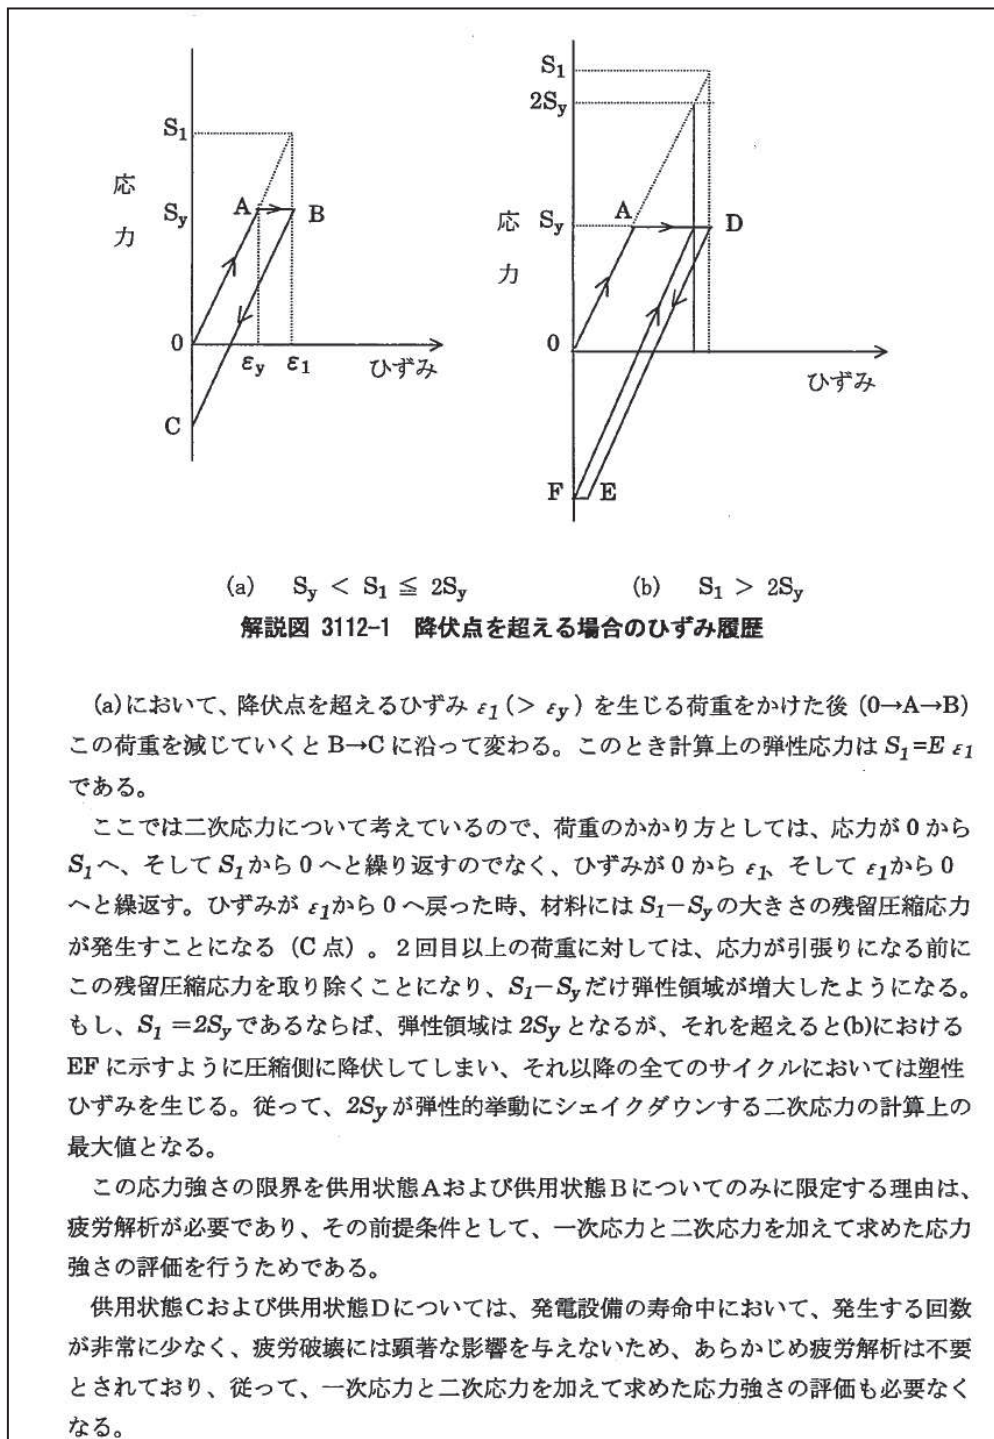 S₁
Sy
応
力
A
B
0
εy
ε₁
ひずみ
C
S₁
2Sy
Sy
応
力
A
D
0
ひずみ
F
E
(a) Sy < S₁ ≦ 2Sy
(b) S₁ > 2Sy
解説図 3112-1 降伏点を超える場合のひずみ履歴
(a)において、降伏点を超えるひずみ ε₁(> εy) を生じる荷重をかけた後 (0→A→B)
この荷重を減じていくと B→C に沿って変わる。このとき計算上の弾性応力は S₁=E ε₁
である。
ここでは二次応力について考えているので、荷重のかかり方としては、応力が 0 から
S₁へ、そして S₁から 0 へと繰り返すのでなく、ひずみが 0 から ε₁、そして ε₁から 0
へと繰返す。ひずみが ε₁から 0 へ戻った時、材料には S₁−Sy の大きさの残留圧縮応力
が発生すことになる (C 点) 。2回目以上の荷重に対しては、応力が引張りになる前に
この残留圧縮応力を取り除くことになり、S₁−Sy だけ弾性領域が増大したようになる。
もし、S₁ =2Sy であるならば、弾性領域は 2Sy となるが、それを超えると(b)における
EF に示すように圧縮側に降伏してしまい、それ以降の全てのサイクルにおいては塑性
ひずみを生じる。従って、2Sy が弾性的挙動にシェイクダウンする二次応力の計算上の
最大値となる。
この応力強さの限界を供用状態Aおよび供用状態Bについてのみに限定する理由は、
疲労解析が必要であり、その前提条件として、一次応力と二次応力を加えて求めた応力
強さの評価を行うためである。
供用状態Cおよび供用状態Dについては、発電設備の寿命中において、発生する回数
が非常に少なく、疲労破壊には顕著な影響を与えないため、あらかじめ疲労解析は不要
とされており、従って、一次応力と二次応力を加えて求めた応力強さの評価も必要なく
なる。